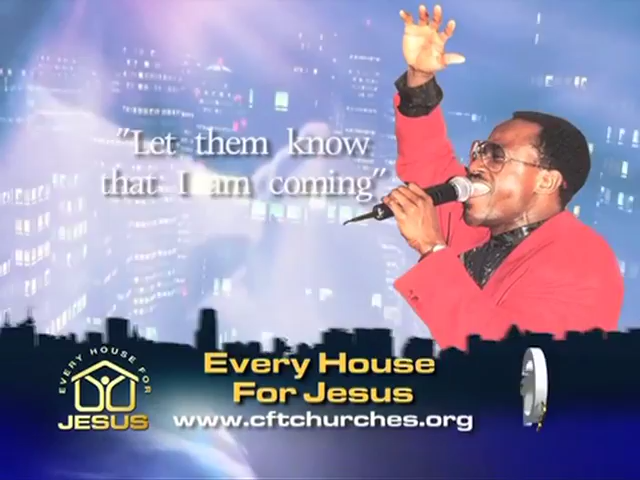 "Let them know
that I am coming"
EVERY HOUSE FOR
JESUS
Every House
For Jesus
www.cftchurches.org